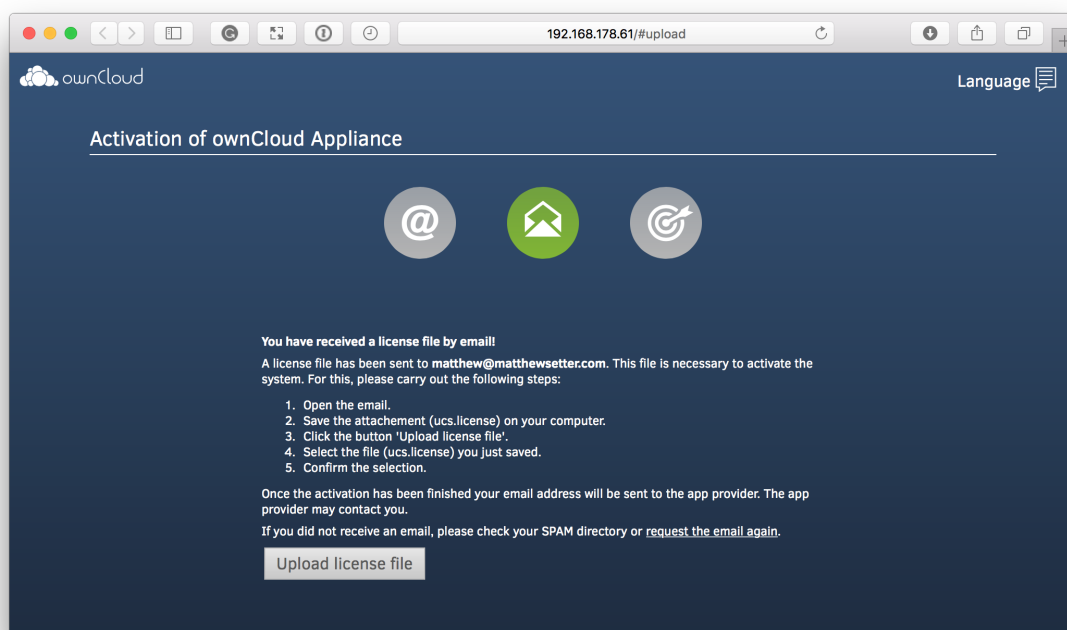 192.168.178.61/#upload
ownCloud
Language
Activation of ownCloud Appliance
@
You have received a license file by email!
A license file has been sent to matthew@matthewsetter.com. This file is necessary to activate the
system. For this, please carry out the following steps:
1. Open the email.
2. Save the attachement (ucs.license) on your computer.
3. Click the button 'Upload license file'.
4. Select the file (ucs.license) you just saved.
5. Confirm the selection.
Once the activation has been finished your email address will be sent to the app provider. The app
provider may contact you.
If you did not receive an email, please check your SPAM directory or request the email again.
Upload license file